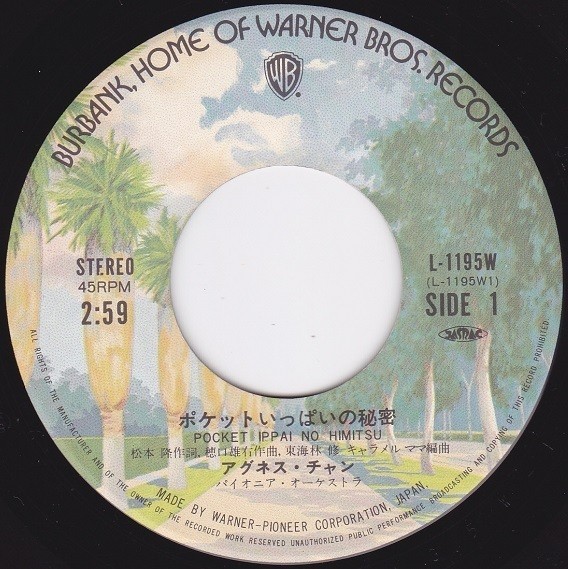 BURBANK, HOME OF WARNER BROS. RECORDS
WB
STEREO
45RPM
2:59
L-1195W
(L-1195W1)
SIDE 1
JASRAC
ポケットいっぱいの秘密
POCKET IPPAI NO HIMITSU
松本 隆作詞, 穂口雄右作曲, 東海林 修・キャラメル ママ編曲
アグネス・チャン
パイオニア・オーケストラ
MADE BY WARNER-PIONEER CORPORATION, JAPAN.
ALL RIGHTS OF THE MANUFACTURER AND OF THE OWNER OF THE RECORDED WORK RESERVED UNAUTHORIZED PUBLIC PERFORMANCE BROADCASTING AND COPYING OF THIS RECORD PROHIBITED